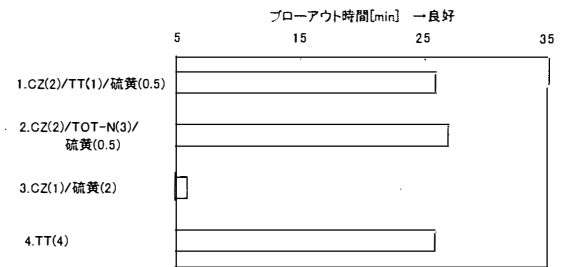 ブローアウト時間[min] →良好
5 15 25 35
1.CZ(2)/TT(1)/硫黄(0.5)
2.CZ(2)/TOT-N(3)/
硫黄(0.5)
3.CZ(1)/硫黄(2)
4.TT(4)